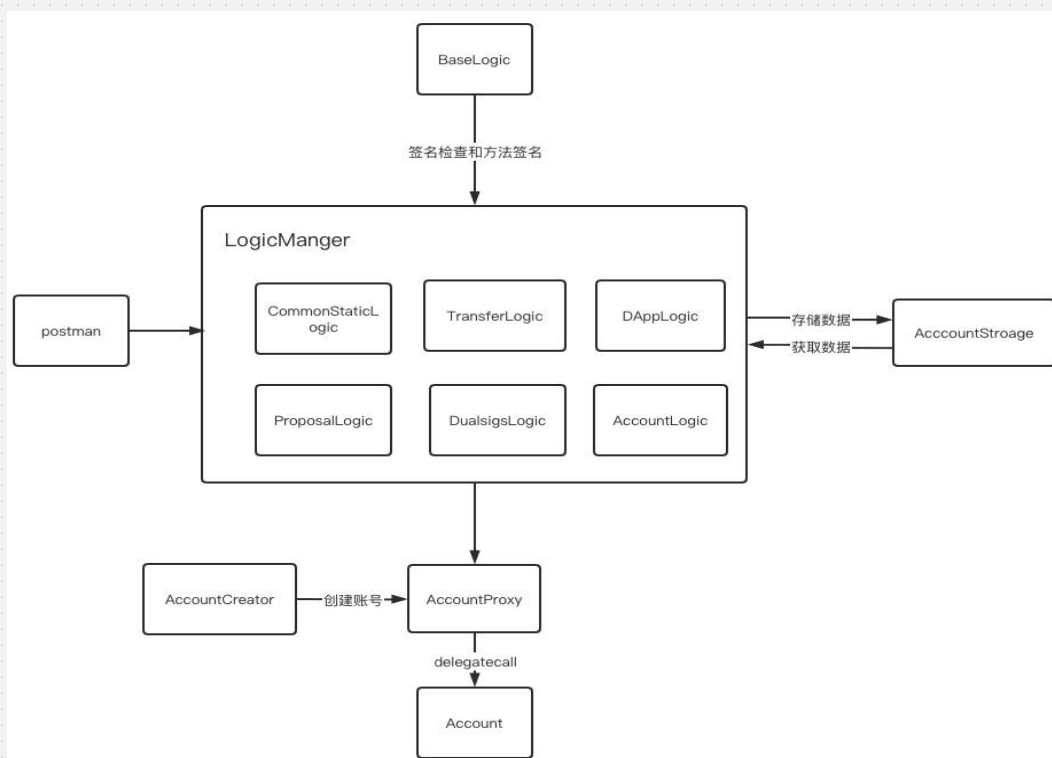 BaseLogic
签名检查和方法签名
LogicManger
CommonStaticL
ogic
TransferLogic
DAppLogic
postman
存储数据
获取数据
AcccountStroage
ProposalLogic
DualsigsLogic
AccountLogic
AccountCreator
创建账号
AccountProxy
delegatecall
Account